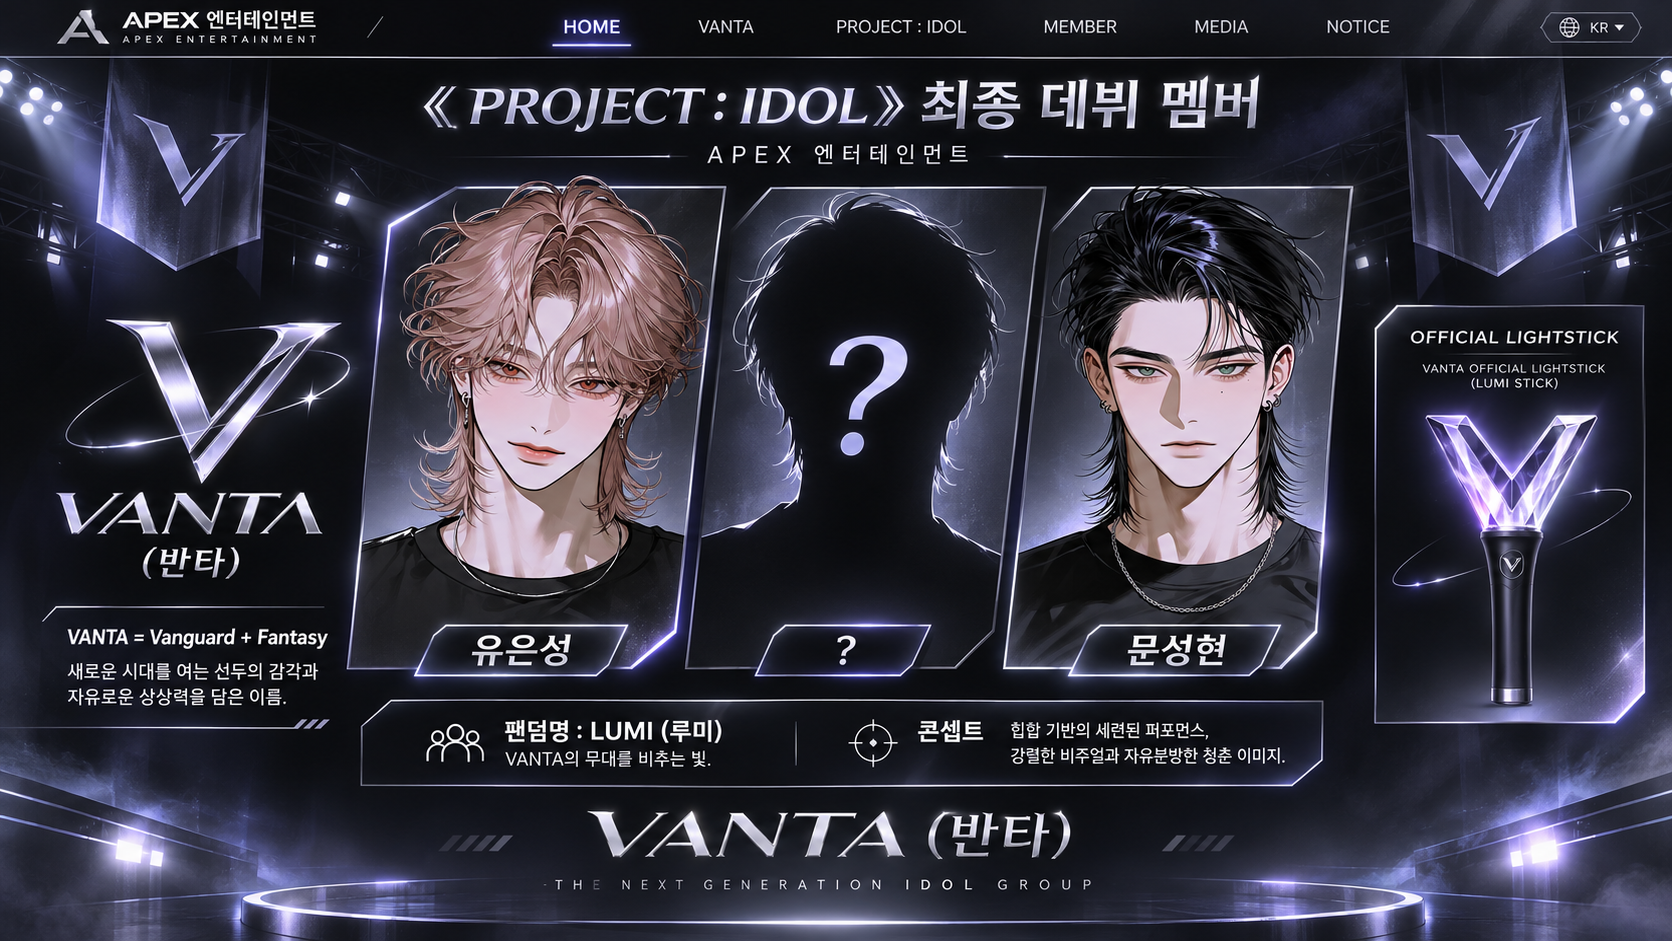 APEX 엔터테인먼트
APEX ENTERTAINMENT
HOME
VANTA
PROJECT : IDOL
MEMBER
MEDIA
NOTICE
KR
《PROJECT : IDOL》 최종 데뷔 멤버
APEX 엔터테인먼트
VANTA
(반타)
VANTA = Vanguard + Fantasy
새로운 시대를 여는 선두의 감각과
자유로운 상상력을 담은 이름.
유은성
?
?
문성현
OFFICIAL LIGHTSTICK
VANTA OFFICIAL LIGHTSTICK
(LUMI STICK)
팬덤명 : LUMI (루미)
VANTA의 무대를 비추는 빛.
콘셉트
힙합 기반의 세련된 퍼포먼스,
강렬한 비주얼과 자유분방한 청춘 이미지.
VANTA (반타)
THE NEXT GENERATION IDOL GROUP